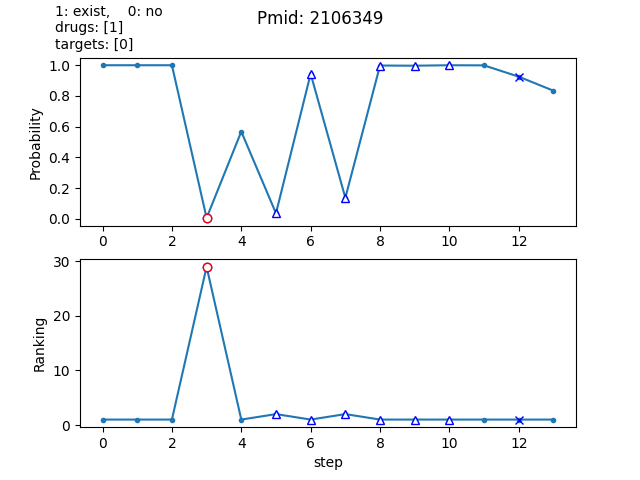 1: exist,    0: no
drugs: [1]
targets: [0]
Pmid: 2106349
1.0
0.8
0.6
0.4
0.2
0.0
Probability
0 2 4 6 8 10 12
30
20
10
0
Ranking
0 2 4 6 8 10 12
step